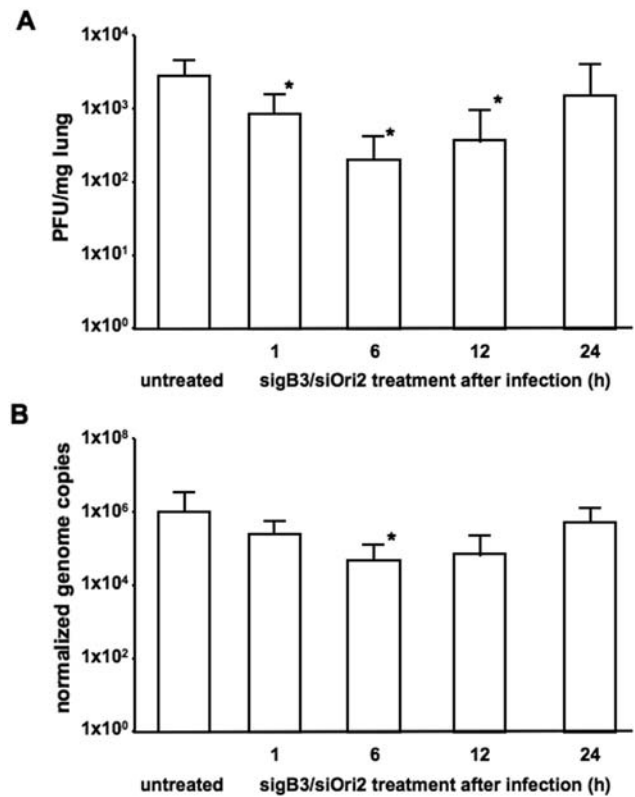 A
1x10⁴
1x10³
1x10²
1x10¹
1x10⁰
PFU/mg lung
*
*
*
1 6 12 24
untreated sigB3/siOri2 treatment after infection (h)
B
1x10⁸
1x10⁶
1x10⁴
1x10²
1x10⁰
normalized genome copies
*
1 6 12 24
untreated sigB3/siOri2 treatment after infection (h)